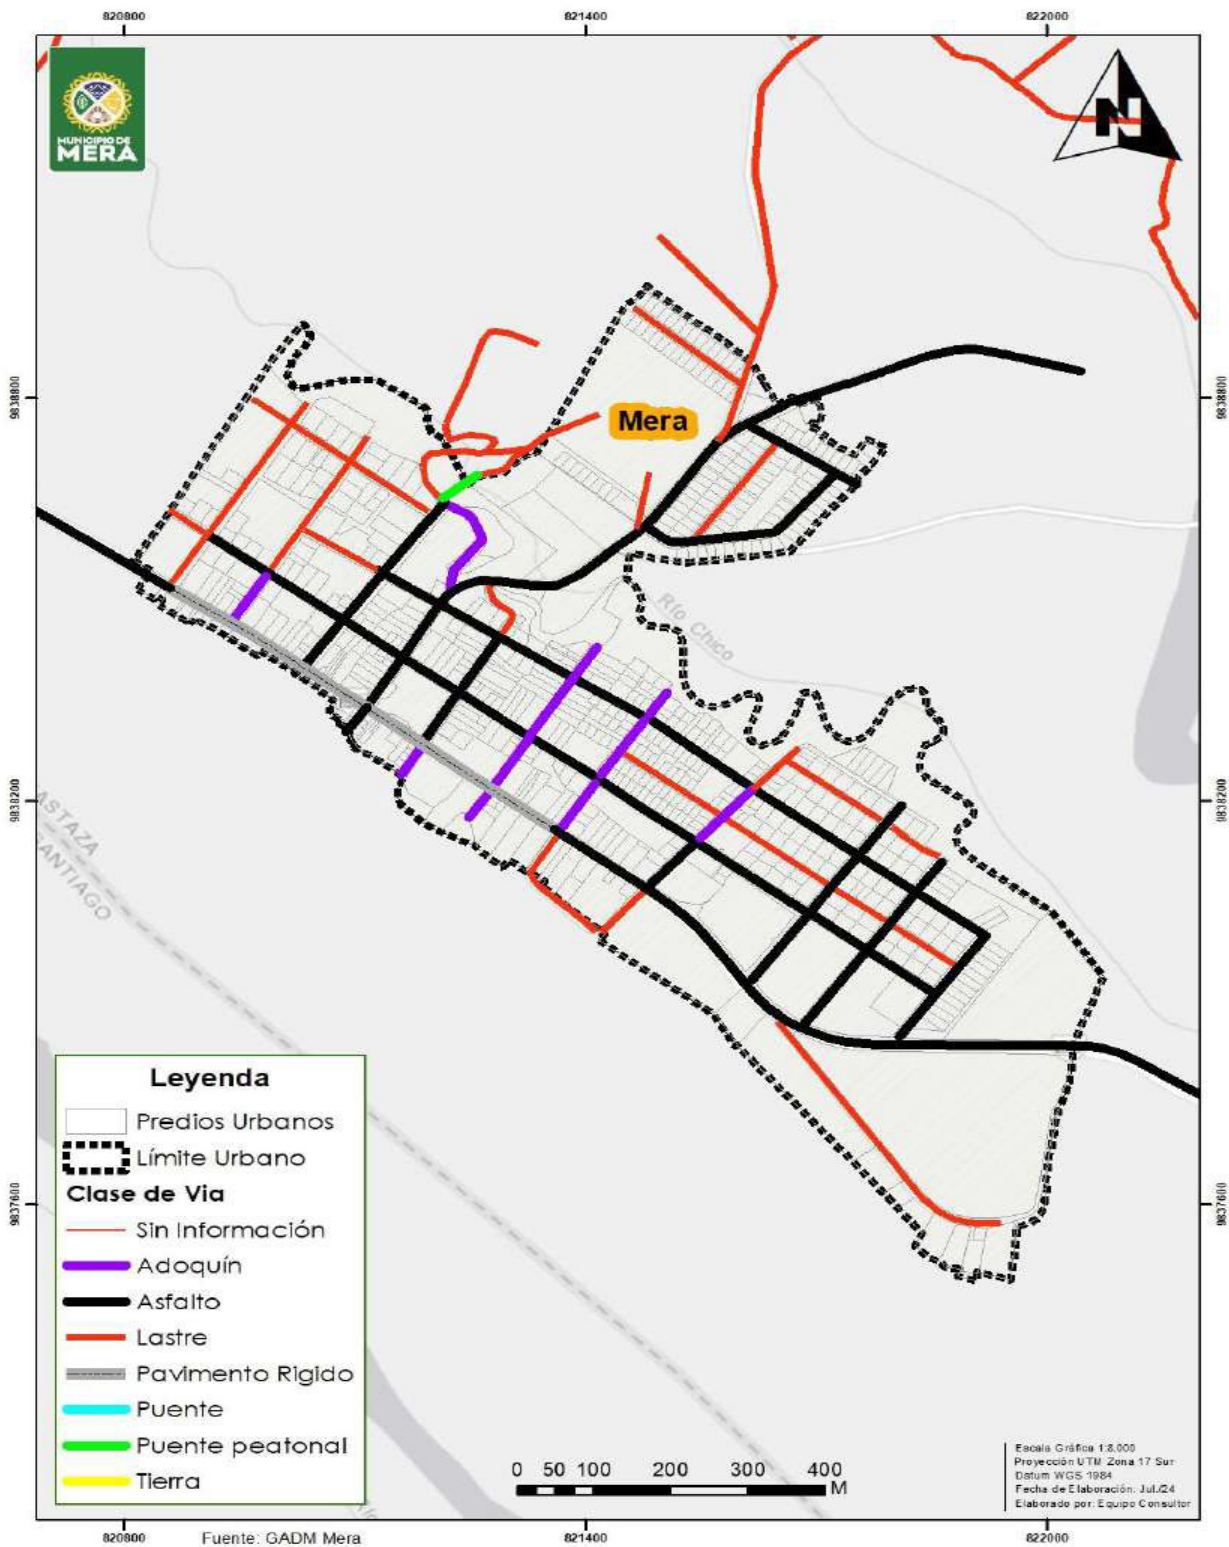 820800 821400 822000
MUNICIPIO DE
MERA
N
9838800 9838800
Mera
Río Chico
9838200 9838200
ASTAZA
SANTIAGO
9837600 9837600
Leyenda
Predios Urbanos
Límite Urbano
Clase de Via
Sin Información
Adoquín
Asfalto
Lastre
Pavimento Rigido
Puente
Puente peatonal
Tierra
0 50 100 200 300 400
M
Escala Gráfica 1:8.000
Proyección UTM Zona 17 Sur
Datum WGS 1984
Fecha de Elaboración: Jul./24
Elaborado por: Equipo Consultor
820800 821400 822000
Fuente: GADM Mera